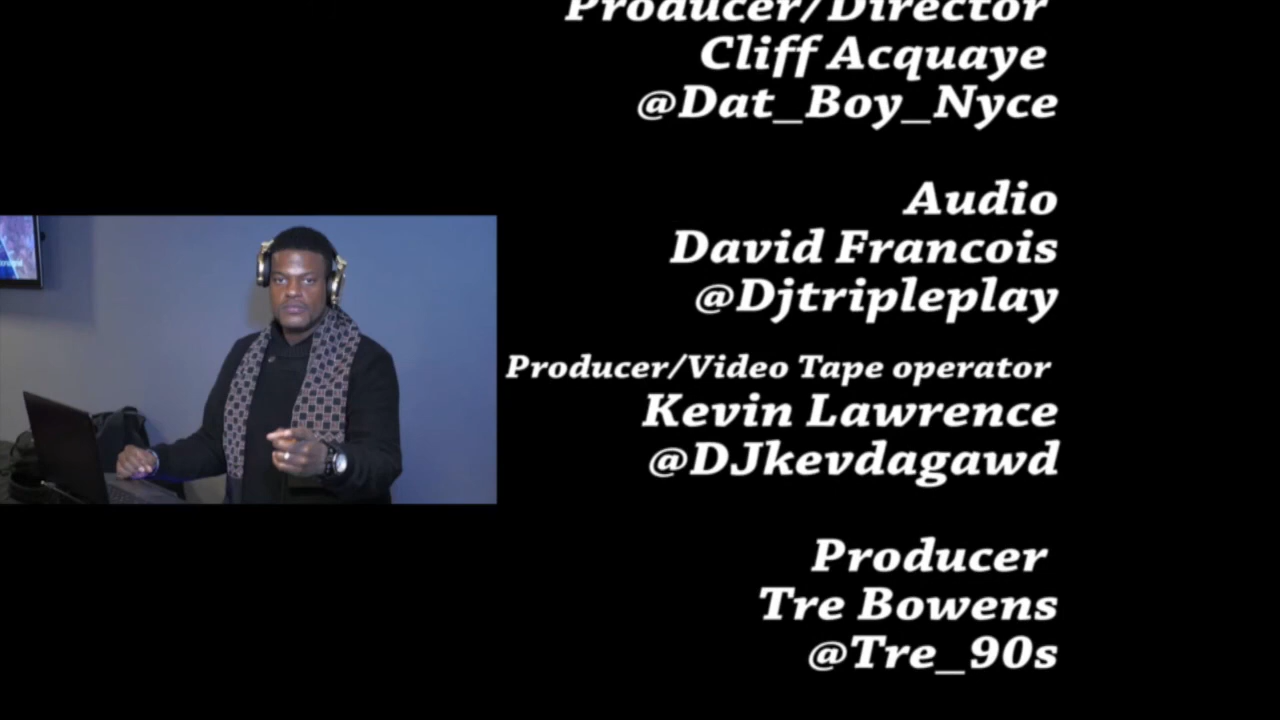 Producer/Director
Cliff Acquaye
@Dat_Boy_Nyce
Audio
David Francois
@Djtripleplay
Producer/Video Tape operator
Kevin Lawrence
@DJkevdagawd
Producer
Tre Bowens
@Tre_90s